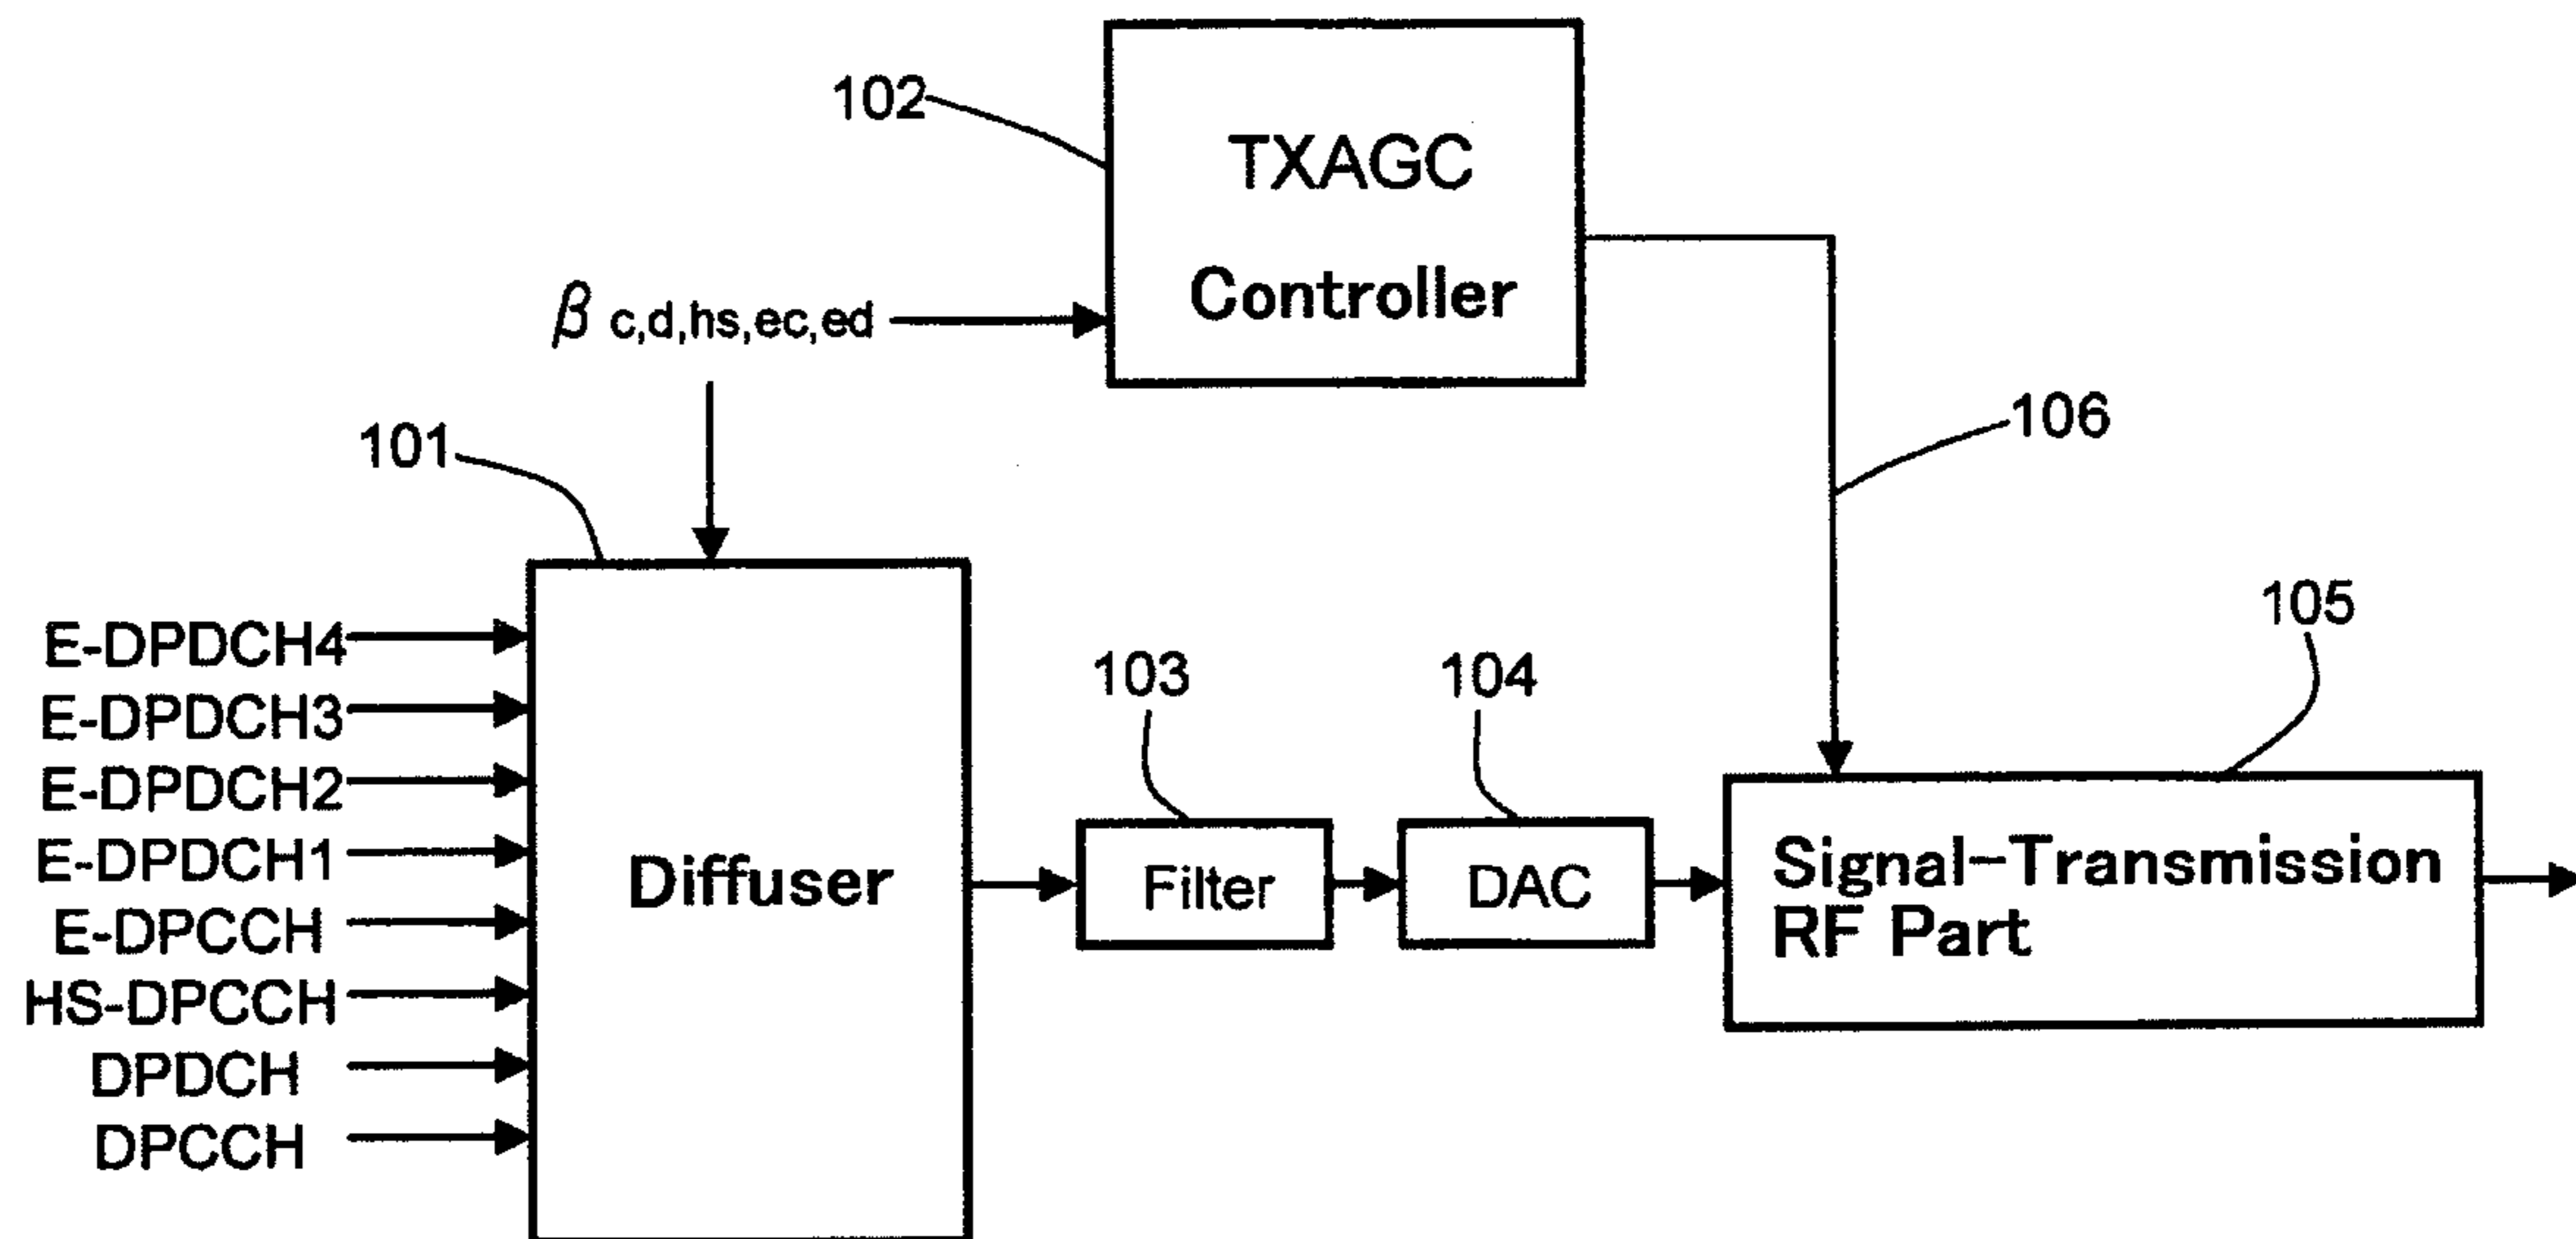 102
TXAGC
Controller
β c,d,hs,ec,ed
101
106
105
E-DPDCH4
E-DPDCH3
E-DPDCH2
E-DPDCH1
E-DPCCH
HS-DPCCH
DPDCH
DPCCH
Diffuser
103
Filter
104
DAC
Signal-Transmission
RF Part